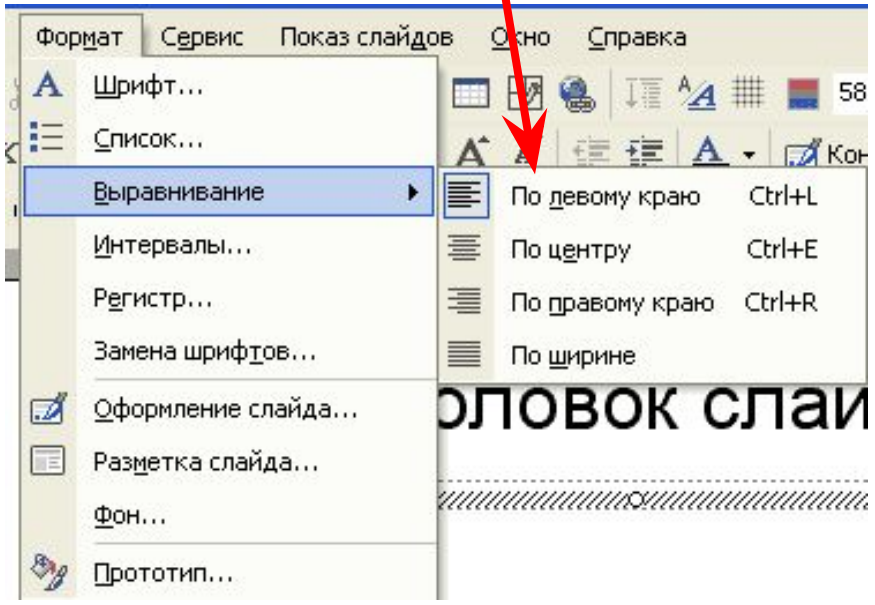 Формат Сервис Показ слайдов Окно Справка
Шрифт...
58
Список...
Кон
Выравнивание
По левому краю Ctrl+L
Интервалы...
По центру Ctrl+E
Регистр...
По правому краю Ctrl+R
Замена шрифтов...
По ширине
Оформление слайда...
оловок слай
Разметка слайда...
Фон...
Прототип...